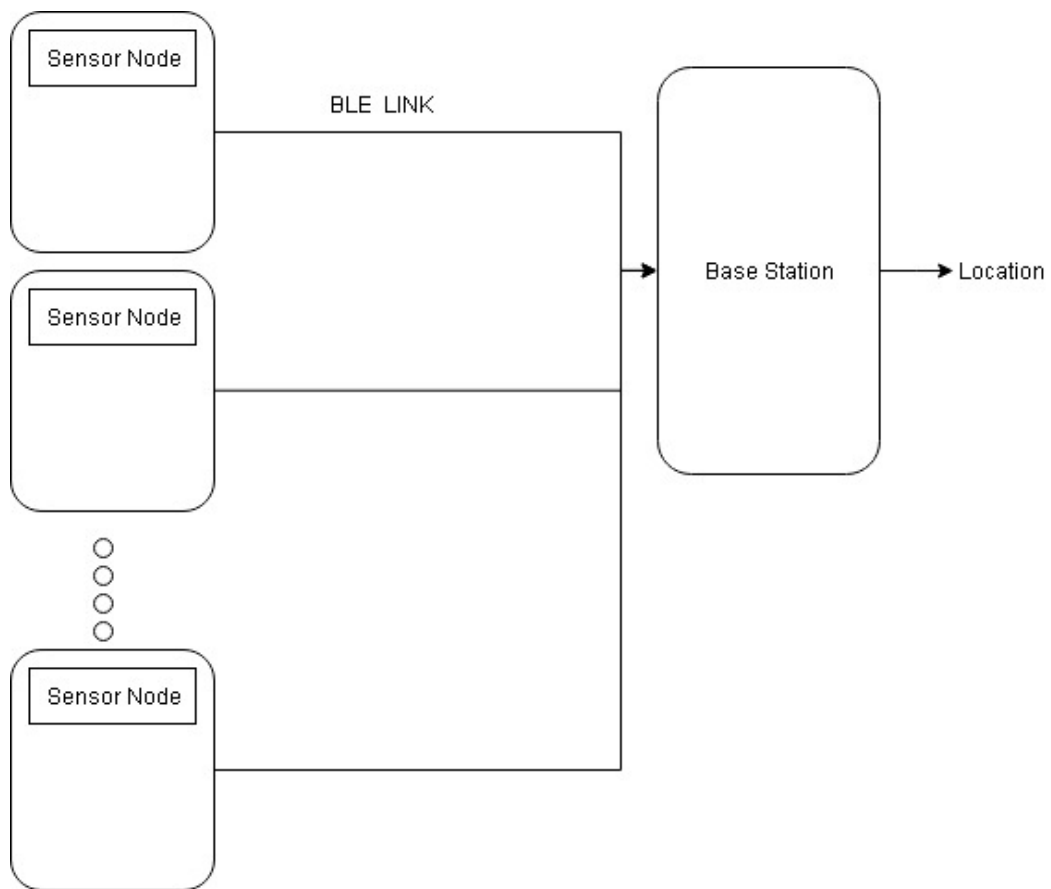 Sensor Node
BLE LINK
Sensor Node
Base Station
Location
Sensor Node